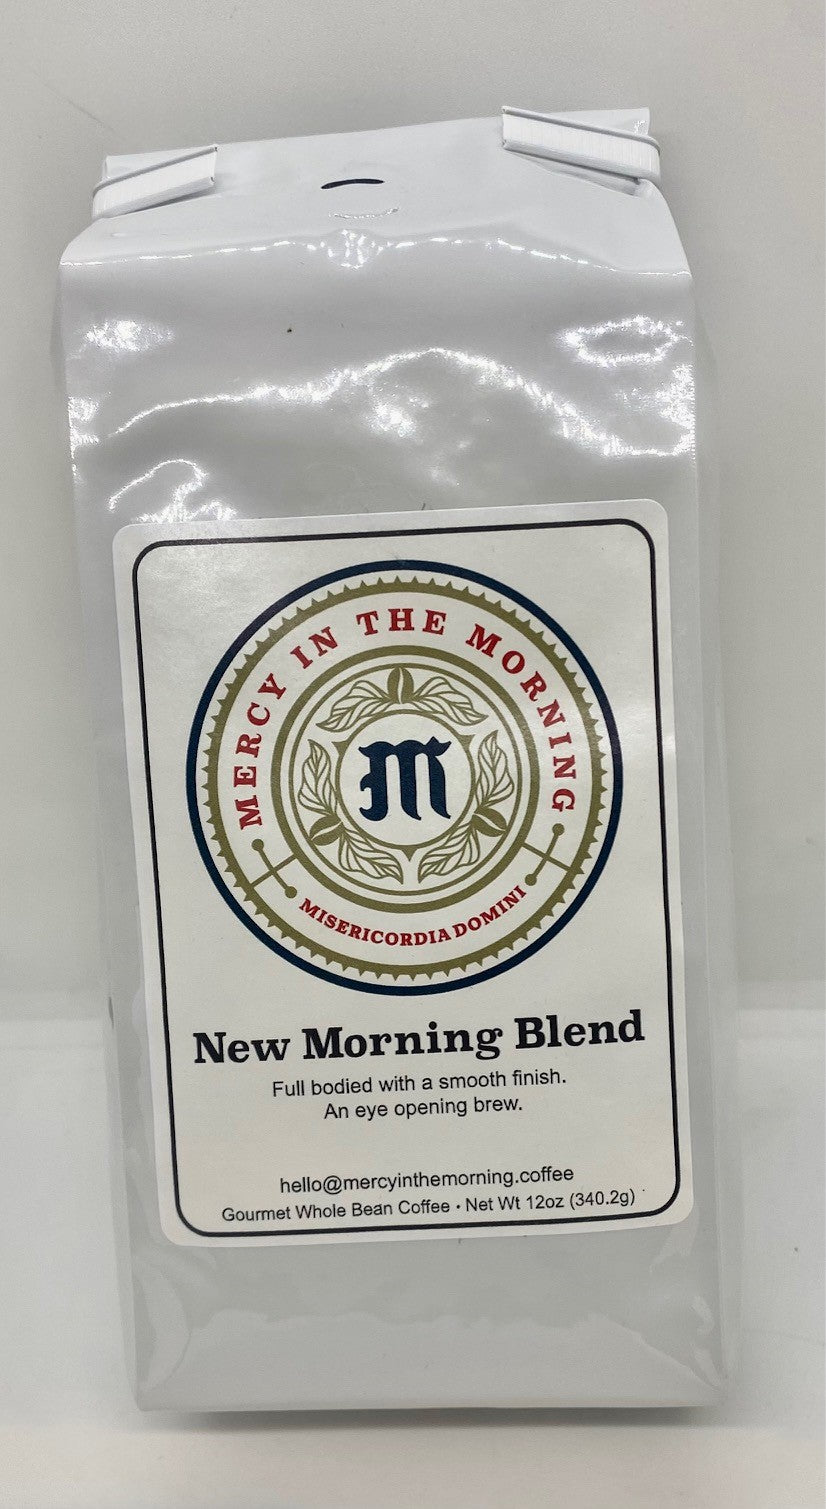 MERCY IN THE MORNING
M
MISERICORDIA DOMINI
New Morning Blend
Full bodied with a smooth finish.
An eye opening brew.
hello@mercyinthemorning.coffee
Gourmet Whole Bean Coffee • Net Wt 12oz (340.2g)